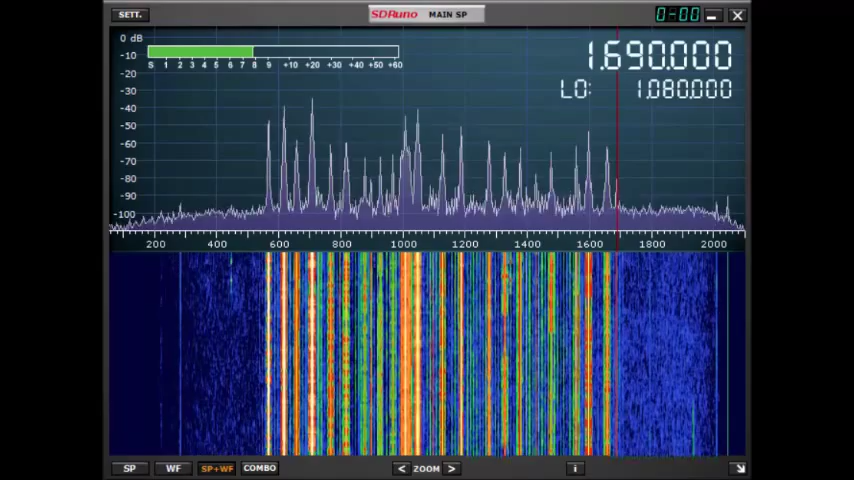 SETT. SDRuno MAIN SP 0-00
0 dB
-10
-20
-30
-40
-50
-60
-70
-80
-90
-100
S 1 2 3 4 5 6 7 8 9 +10 +20 +30 +40 +50 +60
1.690.000
LO: 1.080.000
200 400 600 800 1000 1200 1400 1600 1800 2000
SP WF SP+WF COMBO < ZOOM > i